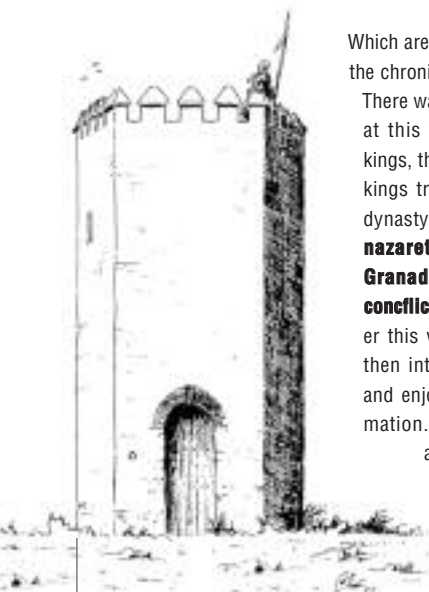 Which are
the chroni
There wa
at this
kings, th
kings tr
dynasty
nazaret
Granad
concflic
er this v
then int
and enj
mation.
a